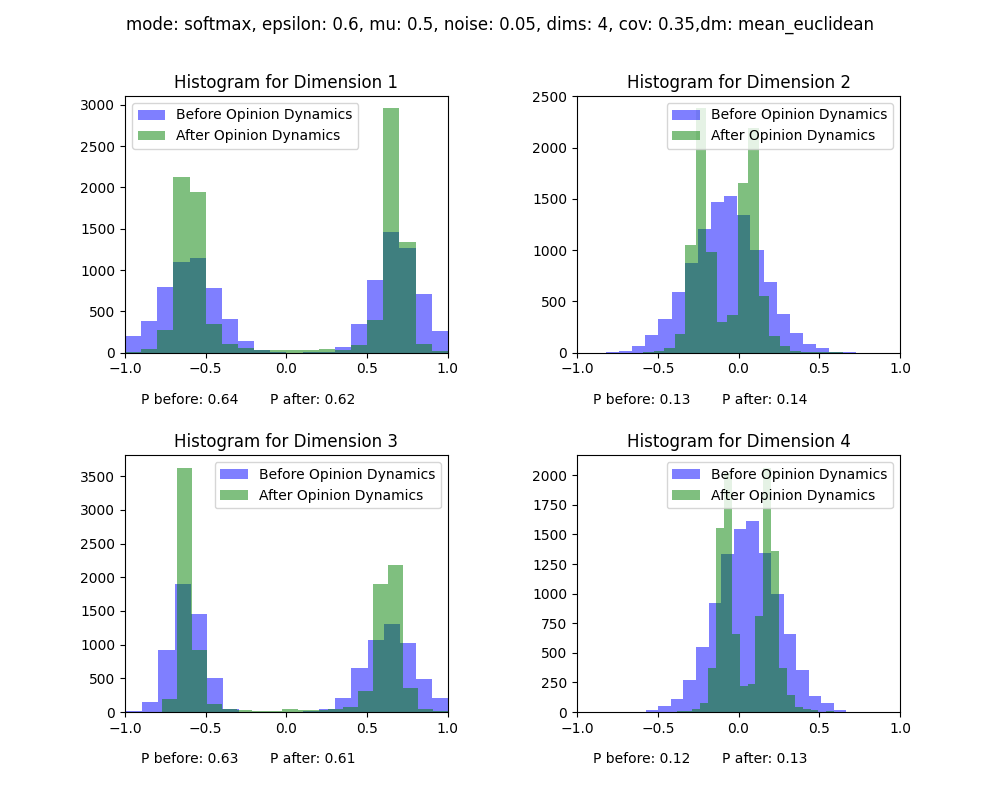 mode: softmax, epsilon: 0.6, mu: 0.5, noise: 0.05, dims: 4, cov: 0.35,dm: mean_euclidean
Histogram for Dimension 1
Before Opinion Dynamics
After Opinion Dynamics
3000
2500
2000
1500
1000
500
0
−1.0 −0.5 0.0 0.5 1.0
P before: 0.64 P after: 0.62
Histogram for Dimension 2
Before Opinion Dynamics
After Opinion Dynamics
2500
2000
1500
1000
500
0
−1.0 −0.5 0.0 0.5 1.0
P before: 0.13 P after: 0.14
Histogram for Dimension 3
Before Opinion Dynamics
After Opinion Dynamics
3500
3000
2500
2000
1500
1000
500
0
−1.0 −0.5 0.0 0.5 1.0
P before: 0.63 P after: 0.61
Histogram for Dimension 4
Before Opinion Dynamics
After Opinion Dynamics
2000
1750
1500
1250
1000
750
500
250
0
−1.0 −0.5 0.0 0.5 1.0
P before: 0.12 P after: 0.13